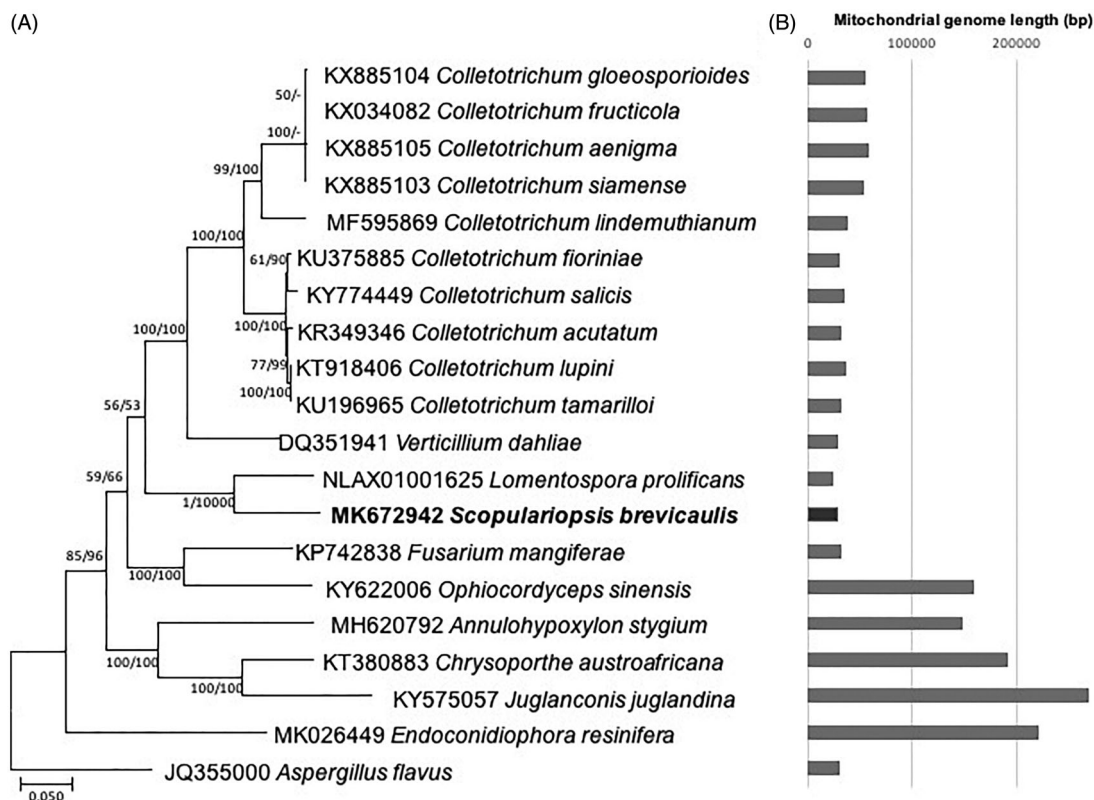 (A)
(B)
Mitochondrial genome length (bp)
0 100000 200000
KX885104 Colletotrichum gloeosporioides
50/-
KX034082 Colletotrichum fructicola
100/-
KX885105 Colletotrichum aenigma
99/100
KX885103 Colletotrichum siamense
MF595869 Colletotrichum lindemuthianum
100/100
61/90
KU375885 Colletotrichum fioriniae
KY774449 Colletotrichum salicis
100/100
100/100
KR349346 Colletotrichum acutatum
77/99
KT918406 Colletotrichum lupini
100/100
KU196965 Colletotrichum tamarilloi
56/53
DQ351941 Verticillium dahliae
59/66
NLAX01001625 Lomentospora prolificans
1/10000
MK672942 Scopulariopsis brevicaulis
85/96
KP742838 Fusarium mangiferae
100/100
KY622006 Ophiocordyceps sinensis
MH620792 Annulohypoxylon stygium
100/100
KT380883 Chrysoporthe austroafricana
100/100
KY575057 Juglanconis juglandina
MK026449 Endoconidiophora resinifera
JQ355000 Aspergillus flavus
0.050